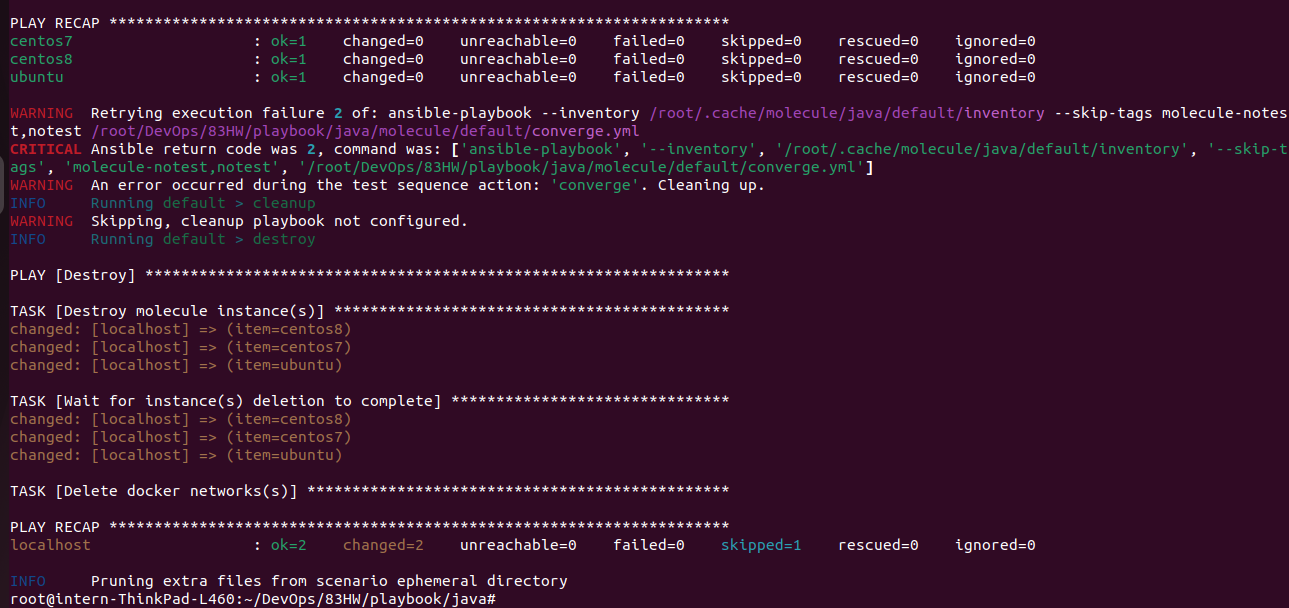 PLAY RECAP *********************************************************************
centos7                    : ok=1    changed=0    unreachable=0    failed=0    skipped=0    rescued=0    ignored=0
centos8                    : ok=1    changed=0    unreachable=0    failed=0    skipped=0    rescued=0    ignored=0
ubuntu                     : ok=1    changed=0    unreachable=0    failed=0    skipped=0    rescued=0    ignored=0
WARNING  Retrying execution failure 2 of: ansible-playbook --inventory /root/.cache/molecule/java/default/inventory --skip-tags molecule-notes
t,notest /root/DevOps/83HW/playbook/java/molecule/default/converge.yml
CRITICAL Ansible return code was 2, command was: ['ansible-playbook', '--inventory', '/root/.cache/molecule/java/default/inventory', '--skip-t
ags', 'molecule-notest,notest', '/root/DevOps/83HW/playbook/java/molecule/default/converge.yml']
WARNING  An error occurred during the test sequence action: 'converge'. Cleaning up.
INFO     Running default > cleanup
WARNING  Skipping, cleanup playbook not configured.
INFO     Running default > destroy
PLAY [Destroy] *****************************************************************
TASK [Destroy molecule instance(s)] ********************************************
changed: [localhost] => (item=centos8)
changed: [localhost] => (item=centos7)
changed: [localhost] => (item=ubuntu)
TASK [Wait for instance(s) deletion to complete] *******************************
changed: [localhost] => (item=centos8)
changed: [localhost] => (item=centos7)
changed: [localhost] => (item=ubuntu)
TASK [Delete docker networks(s)] ***********************************************
PLAY RECAP *********************************************************************
localhost                  : ok=2    changed=2    unreachable=0    failed=0    skipped=1    rescued=0    ignored=0
INFO     Pruning extra files from scenario ephemeral directory
root@intern-ThinkPad-L460:~/DevOps/83HW/playbook/java#